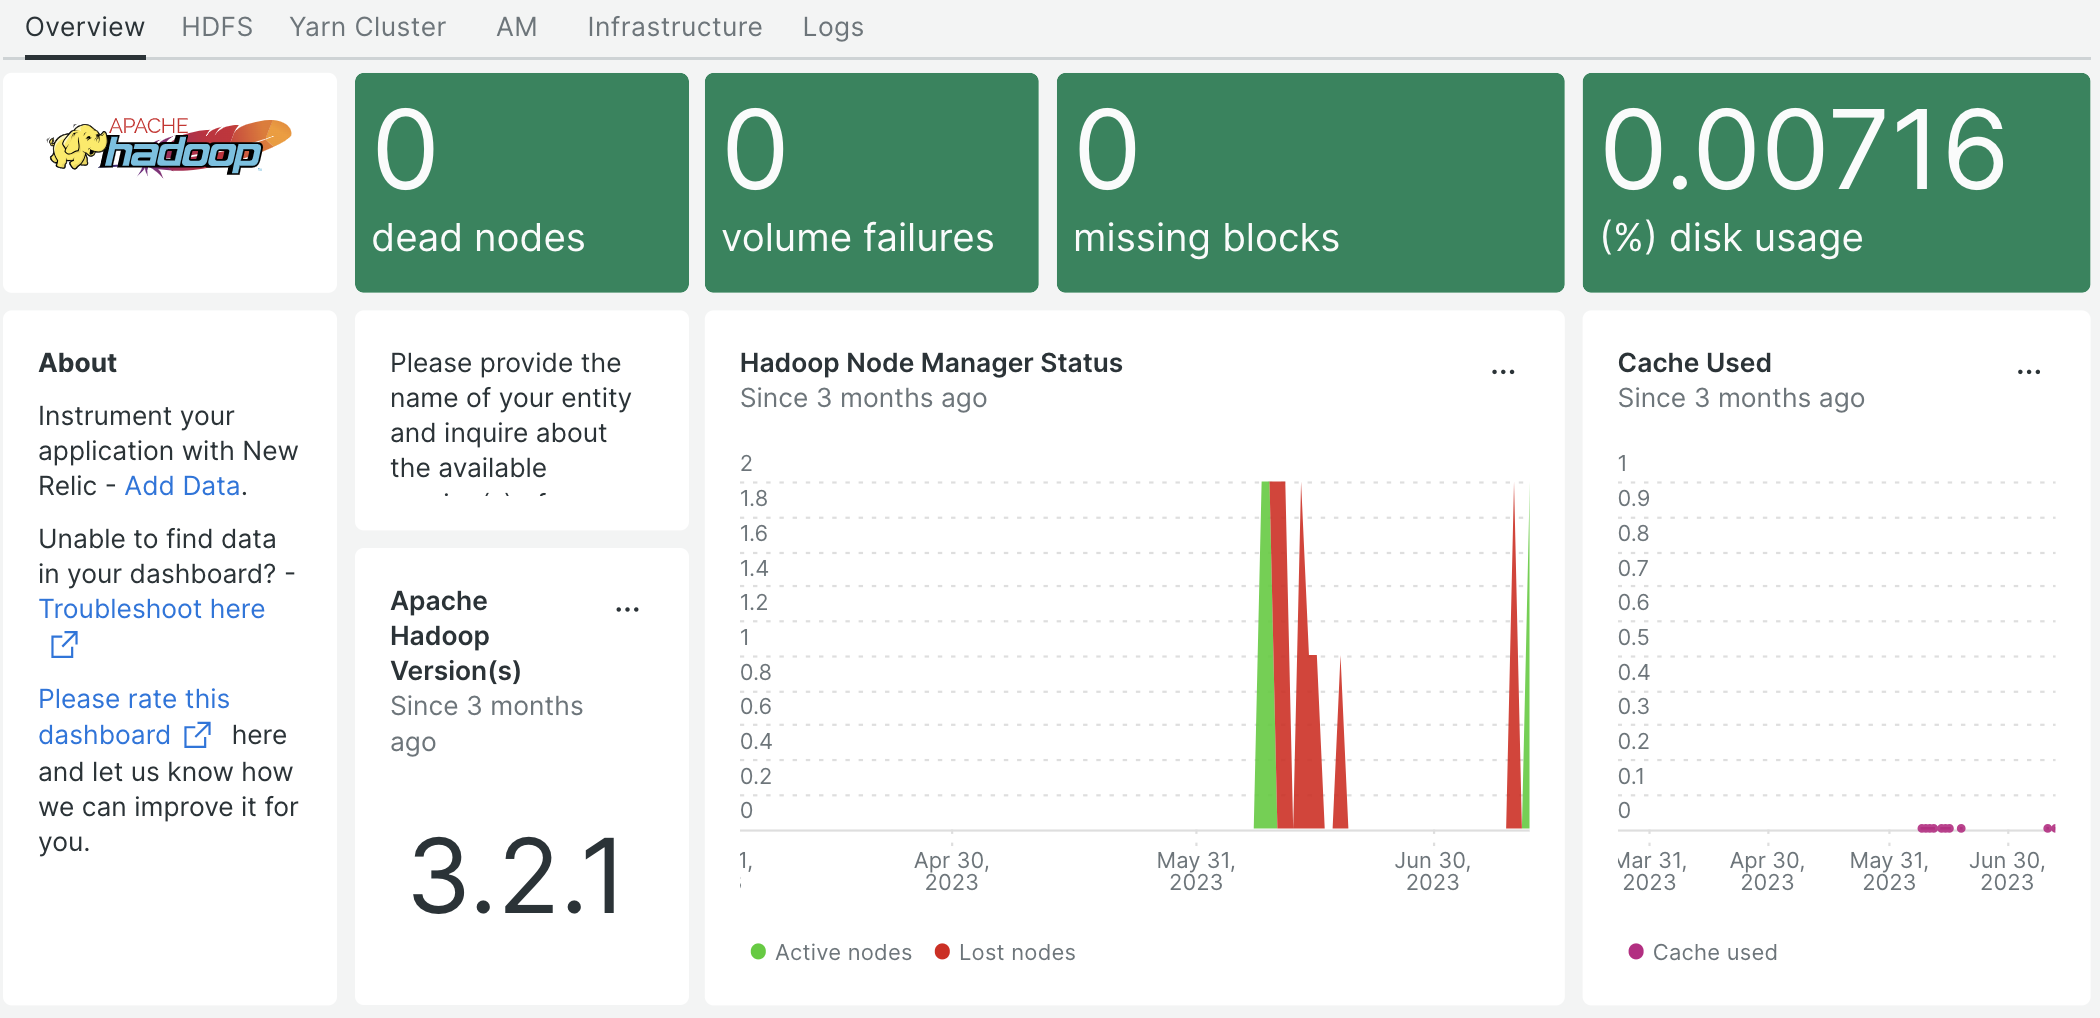 Overview HDFS Yarn Cluster AM Infrastructure Logs
APACHE
hadoop
0
dead nodes
0
volume failures
0
missing blocks
0.00716
(%) disk usage
About
Instrument your
application with New
Relic - Add Data.
Unable to find data
in your dashboard? -
Troubleshoot here
Please rate this
dashboard here
and let us know how
we can improve it for
you.
Please provide the
name of your entity
and inquire about
the available
Apache
Hadoop
Version(s)
Since 3 months
ago
...
3.2.1
Hadoop Node Manager Status
...
Since 3 months ago
2
1.8
1.6
1.4
1.2
1
0.8
0.6
0.4
0.2
0
1,
Apr 30,
2023
May 31,
2023
Jun 30,
2023
Active nodes Lost nodes
Cache Used
...
Since 3 months ago
1
0.9
0.8
0.7
0.6
0.5
0.4
0.3
0.2
0.1
0
Mar 31,
2023
Apr 30,
2023
May 31,
2023
Jun 30,
2023
Cache used